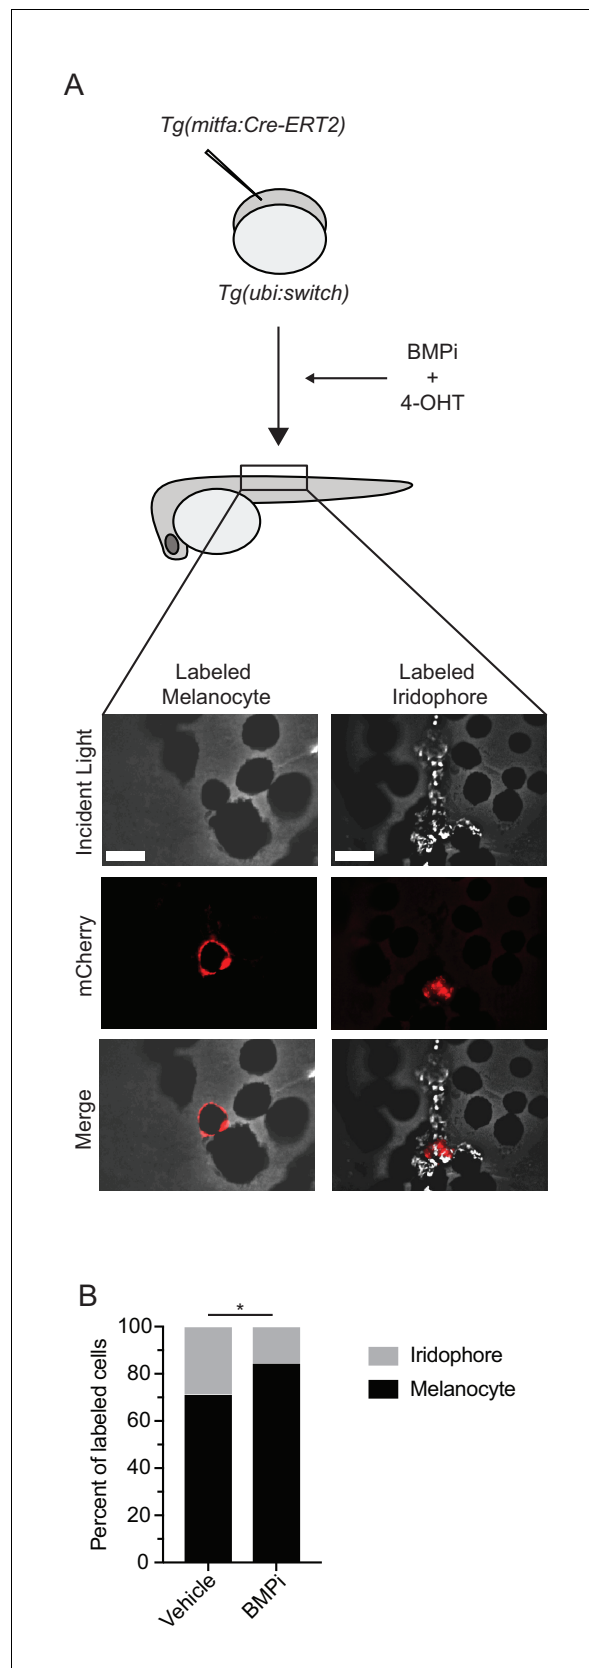 A
Tg(mitfa:Cre-ERT2)
Tg(ubi:switch)
BMPi
+
4-OHT
Labeled
Melanocyte
Labeled
Iridophore
Incident Light
mCherry
Merge
B
*
100
80
60
40
20
0
Percent of labeled cells
Vehicle
BMPi
Iridophore
Melanocyte